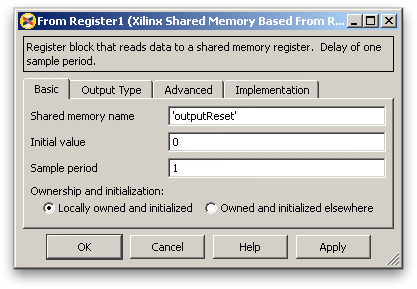 From Register1 (Xilinx Shared Memory Based From R...
Register block that reads data to a shared memory register. Delay of one
sample period.
Basic Output Type Advanced Implementation
Shared memory name 'outputReset'
Initial value 0
Sample period 1
Ownership and initialization:
Locally owned and initialized Owned and initialized elsewhere
OK Cancel Help Apply